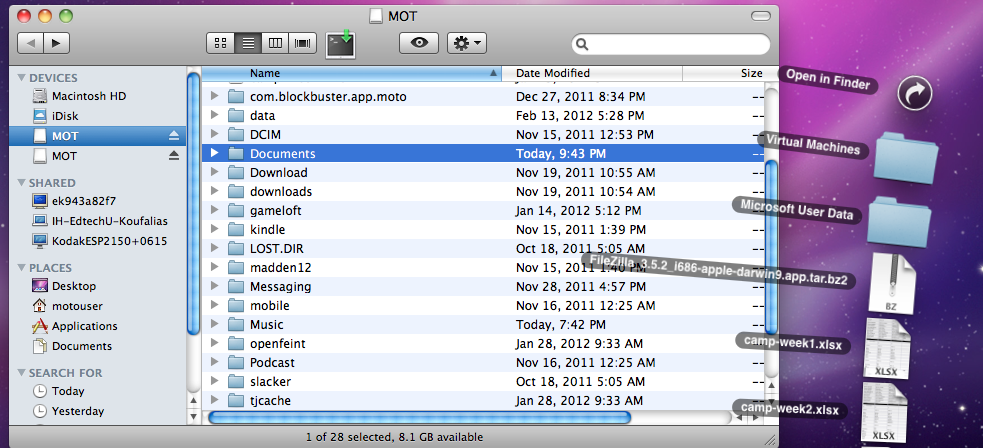 MOT
Name Date Modified Size
DEVICES
Macintosh HD
iDisk
MOT
MOT
SHARED
ek943a82f7
IH-EdtechU-Koufalias
KodakESP2150+0615
PLACES
Desktop
motouser
Applications
Documents
SEARCH FOR
Today
Yesterday
com.blockbuster.app.moto Dec 27, 2011 8:34 PM --
data Feb 13, 2012 5:28 PM --
DCIM Nov 15, 2011 12:53 PM --
Documents Today, 9:43 PM --
Download Nov 19, 2011 10:55 AM --
downloads Nov 19, 2011 10:54 AM --
gameloft Jan 14, 2012 5:12 PM --
kindle Nov 15, 2011 1:39 PM --
LOST.DIR Oct 18, 2011 5:05 AM --
madden12 Nov 15, 2011 1:40 PM --
Messaging Nov 28, 2011 4:57 PM --
mobile Nov 16, 2011 12:25 AM --
Music Today, 7:42 PM --
openfeint Jan 28, 2012 9:33 AM --
Podcast Nov 16, 2011 12:25 AM --
slacker Oct 18, 2011 5:05 AM --
tjcache Jan 28, 2012 9:33 AM --
1 of 28 selected, 8.1 GB available
Open in Finder
Virtual Machines
Microsoft User Data
FileZilla_3.5.2_i686-apple-darwin9.app.tar.bz2
BZ
camp-week1.xlsx
XLSX
camp-week2.xlsx
XLSX